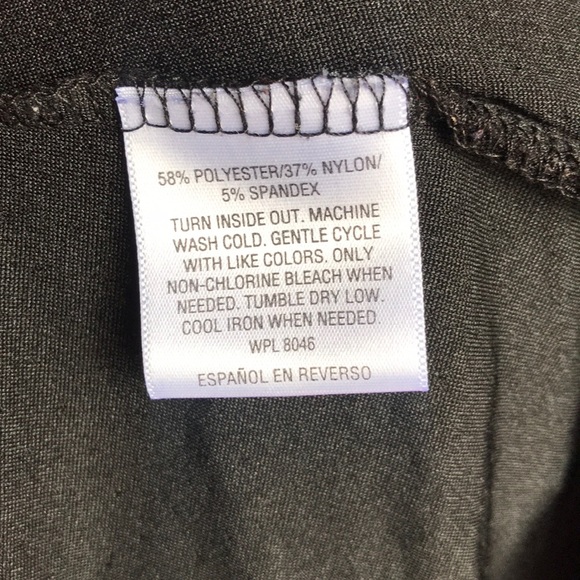 58% POLYESTER/37% NYLON/
5% SPANDEX
TURN INSIDE OUT. MACHINE
WASH COLD. GENTLE CYCLE
WITH LIKE COLORS. ONLY
NON-CHLORINE BLEACH WHEN
NEEDED. TUMBLE DRY LOW.
COOL IRON WHEN NEEDED.
WPL 8046
ESPAÑOL EN REVERSO